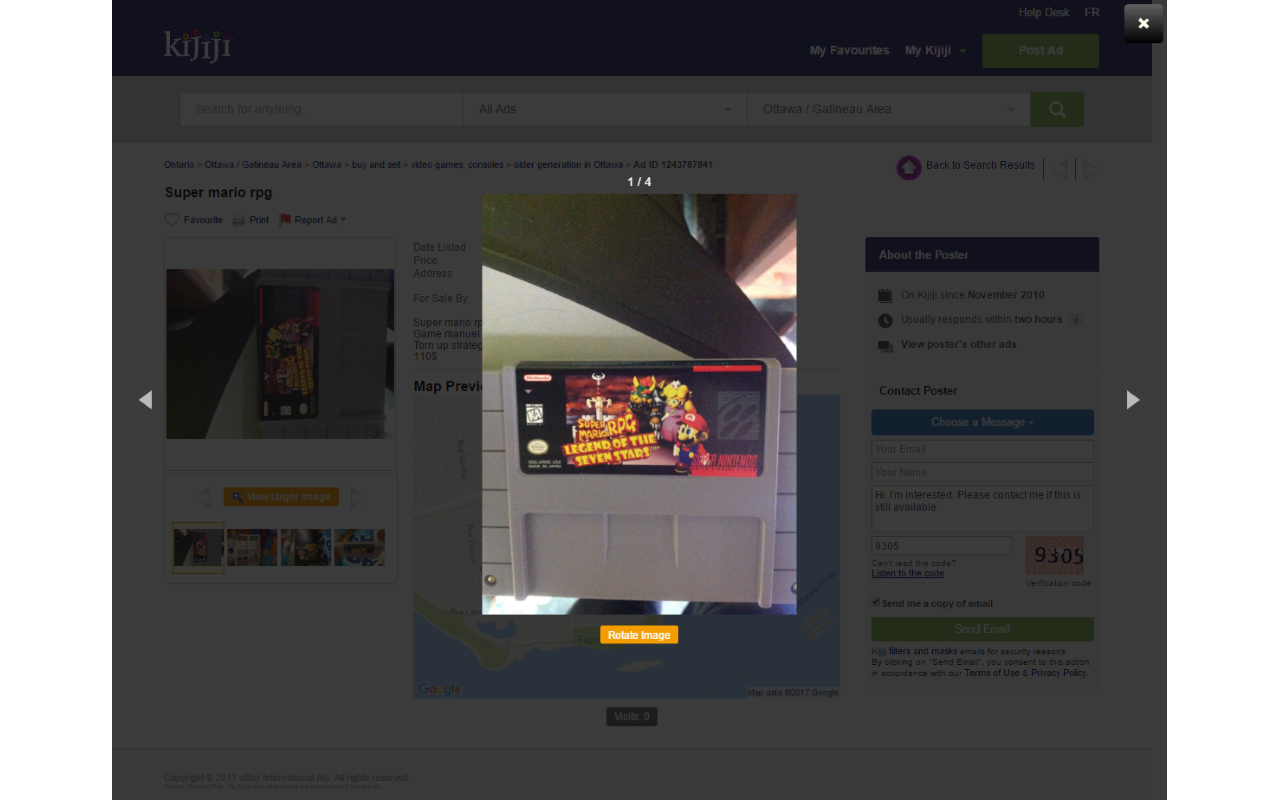 Help Desk FR
kijiji
My Favourites My Kijiji Post Ad
Search for anything... All Ads Ottawa / Gatineau Area
Ontario > Ottawa / Gatineau Area > Ottawa > buy and sell > video games, consoles > older generation in Ottawa > Ad ID 1243787841
Back to Search Results
1 / 4
Super mario rpg
Favourite Print Report Ad
Date Listed
Price
Address
For Sale By
Super mario rp
Game manuel
Torn up strateg
110$
Map Previ
View larger image
Nintendo
SUPER MARIO RPG
LEGEND OF THE
SEVEN STARS
MADE IN JAPAN
SUPER NINTENDO
Rotate Image
Google
Map data ©2017 Google
Visits: 0
About the Poster
On Kijiji since November 2010
Usually responds within two hours i
View poster's other ads
Contact Poster
Choose a Message
Your Email
Your Name
Hi, I'm interested. Please contact me if this is
still available.
9305
9305
Can't read the code?
Listen to the code
Verification code
Send me a copy of email
Send Email
Kijiji filters and masks emails for security reasons.
By clicking on "Send Email", you consent to this action
in accordance with our Terms of Use & Privacy Policy.
Copyright © 2017 eBay International AG. All rights reserved.